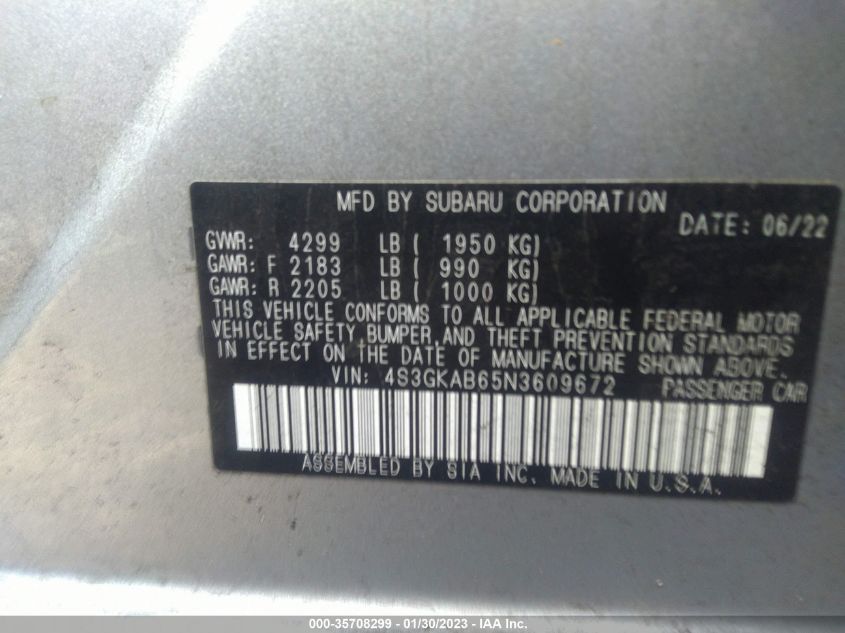 MFD BY SUBARU CORPORATION
DATE: 06/22
GVWR: 4299 LB ( 1950 KG)
GAWR: F 2183 LB ( 990 KG)
GAWR: R 2205 LB ( 1000 KG)
THIS VEHICLE CONFORMS TO ALL APPLICABLE FEDERAL MOTOR
VEHICLE SAFETY BUMPER,AND THEFT PREVENTION STANDARDS
IN EFFECT ON THE DATE OF MANUFACTURE SHOWN ABOVE.
VIN: 4S3GKAB65N3609672 PASSENGER CAR
ASSEMBLED BY SIA INC. MADE IN U.S.A.
000-35708299 - 01/30/2023 - IAA Inc.